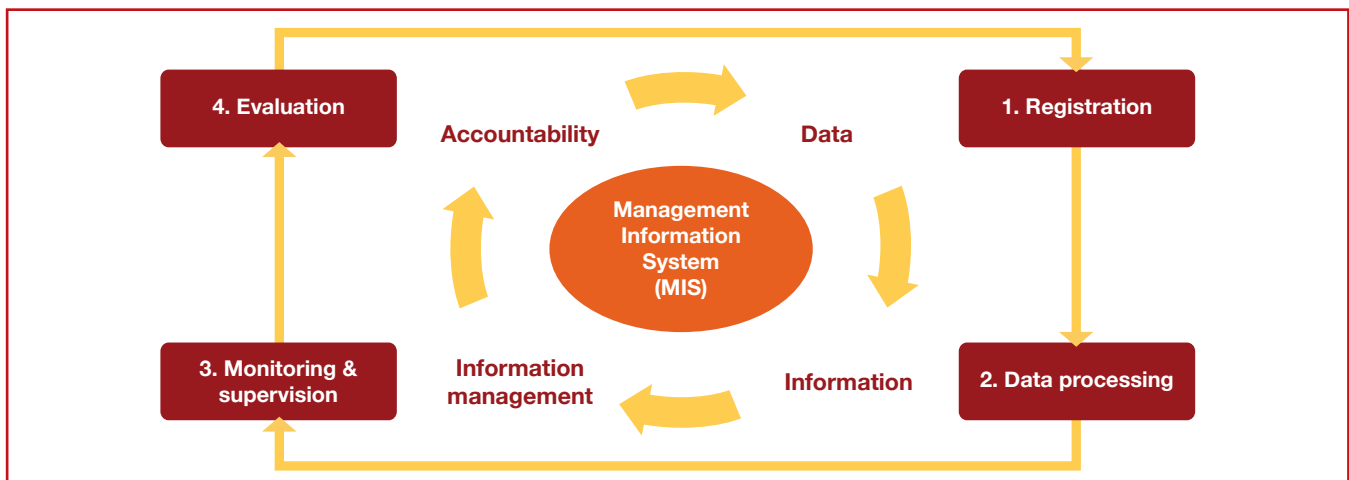 4. Evaluation
1. Registration
Accountability
Data
Management
Information
System
(MIS)
3. Monitoring &
supervision
Information
management
Information
2. Data processing